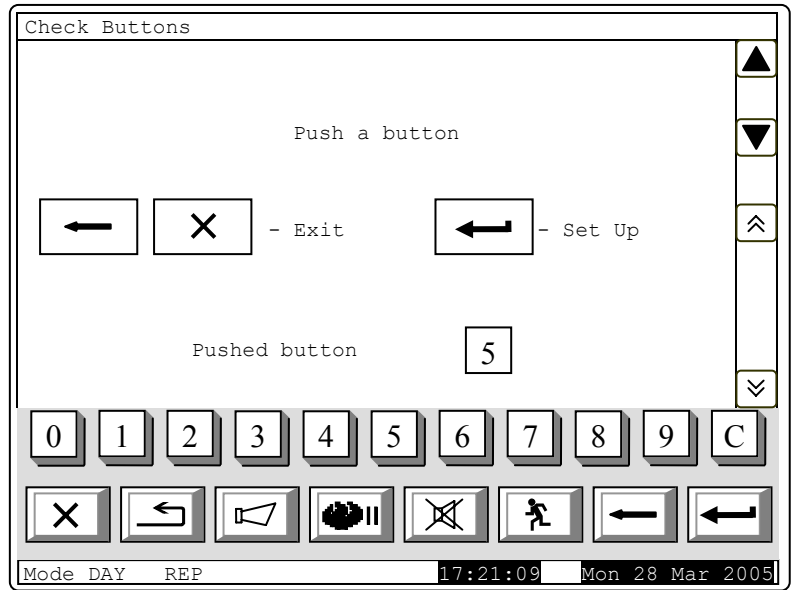 Check Buttons
Push a button
- Exit - Set Up
Pushed button 5
0 1 2 3 4 5 6 7 8 9 C
Mode DAY REP 17:21:09 Mon 28 Mar 2005